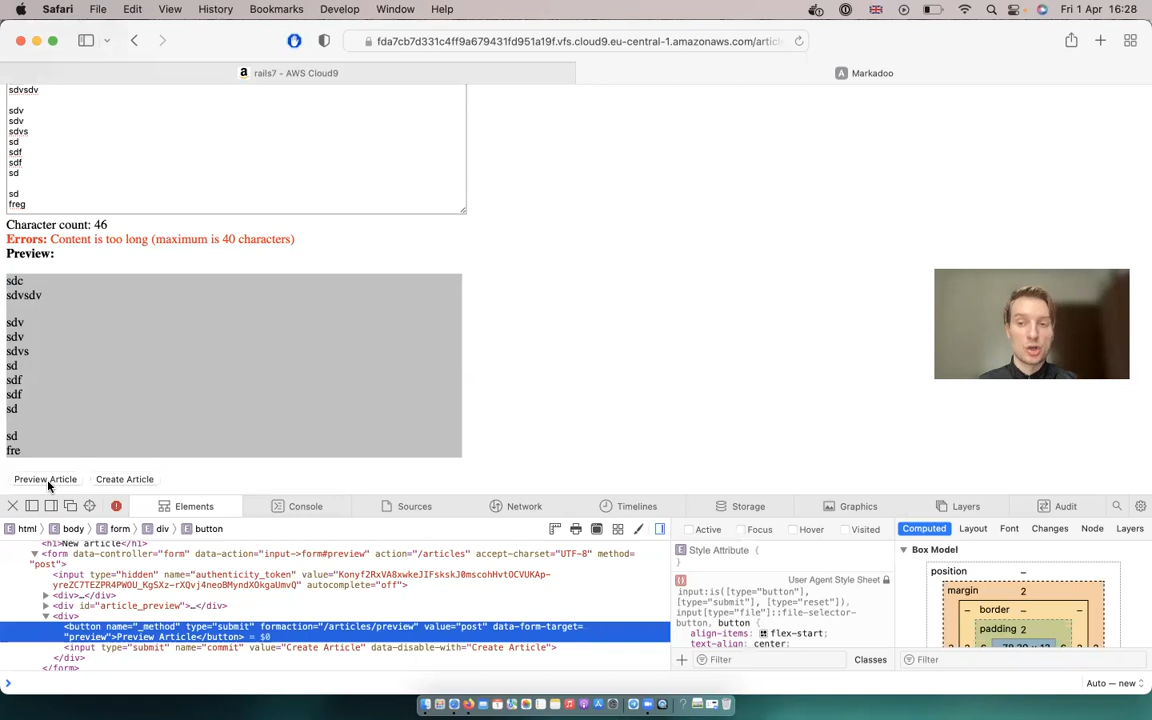 Safari File Edit View History Bookmarks Develop Window Help Fri 1 Apr 16:28
fda7cb7d331c4ff9a679431fd951a19f.vfs.cloud9.eu-central-1.amazonaws.com/articl
rails7 - AWS Cloud9 Markadoo
sdvsdv
sdv
sdv
sdvs
sd
sdf
sdf
sd
sd
freg
Character count: 46
Errors: Content is too long (maximum is 40 characters)
Preview:
sdc
sdvsdv
sdv
sdv
sdvs
sd
sdf
sdf
sd
sd
fre
Preview Article Create Article
Elements Console Sources Network Timelines Storage Graphics Layers Audit
html body form div button
Active Focus Hover Visited
Computed Layout Font Changes Node Layers
<h1>New article</h1>
<form data-controller="form" data-action="input->form#preview" action="/articles" accept-charset="UTF-8" method=
"post">
<input type="hidden" name="authenticity_token" value="Konyf2RxVA8xwkeJIFskskJ0mscohHvtOCVUKAp-
yreZC7TEZPR4PWOU_KgSXz-rXQvj4neoBMyndXOkgaUmvQ" autocomplete="off">
<div>…</div>
<div id="article_preview">…</div>
<div>
<button name="_method" type="submit" formaction="/articles/preview" value="post" data-form-target=
"preview">Preview Article</button> = $0
<input type="submit" name="commit" value="Create Article" data-disable-with="Create Article">
</div>
</form>
Style Attribute {
}
User Agent Style Sheet
input:is([type="button"],
[type="submit"], [type="reset"]),
input[type="file"]::file-selector-
button, button {
align-items: flex-start;
text-align: center;
Filter Classes
Box Model
position –
margin 2
– border –
padding 2
Filter
Auto — new